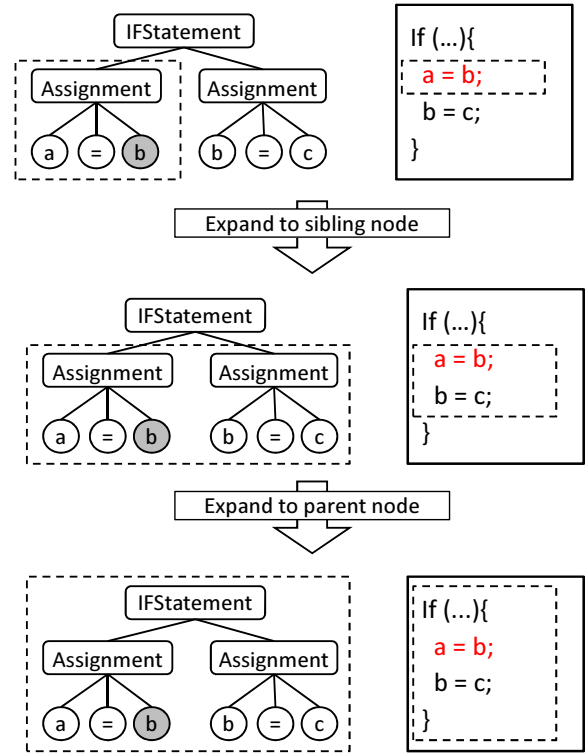 IFStatement
Assignment Assignment
a = b b = c
If (...){
a = b;
b = c;
}
Expand to sibling node
IFStatement
Assignment Assignment
a = b b = c
If (...){
a = b;
b = c;
}
Expand to parent node
IFStatement
Assignment Assignment
a = b b = c
If (...){
a = b;
b = c;
}